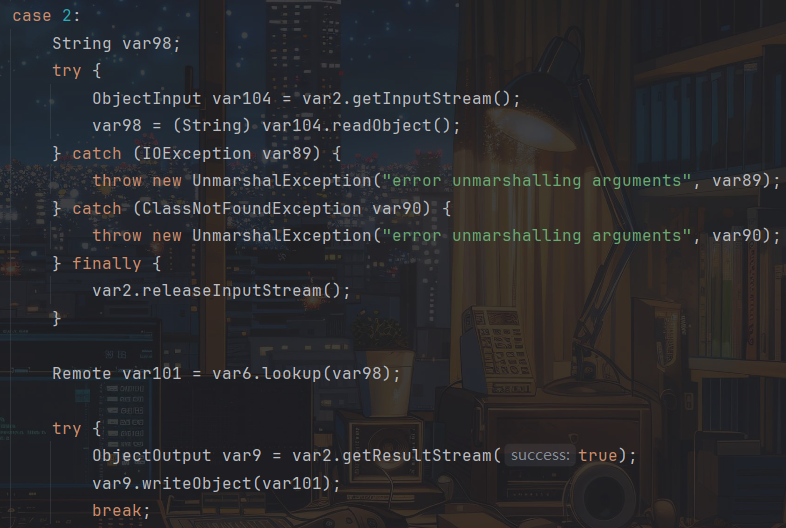 case 2:
String var98;
try {
ObjectInput var104 = var2.getInputStream();
var98 = (String) var104.readObject();
} catch (IOException var89) {
throw new UnmarshalException("error unmarshalling arguments", var89);
} catch (ClassNotFoundException var90) {
throw new UnmarshalException("error unmarshalling arguments", var90);
} finally {
var2.releaseInputStream();
}
Remote var101 = var6.lookup(var98);
try {
ObjectOutput var9 = var2.getResultStream( success: true);
var9.writeObject(var101);
break;